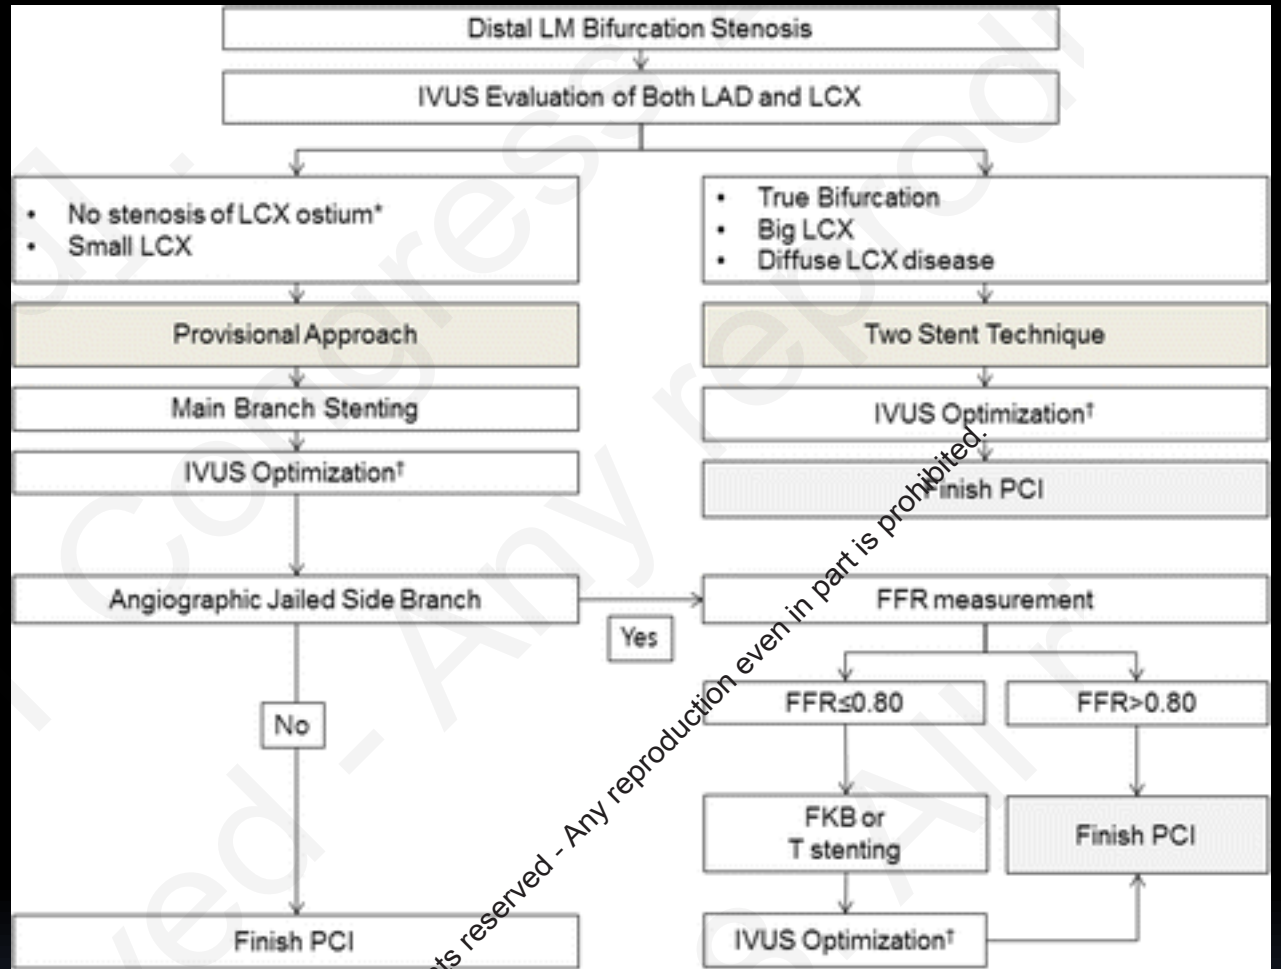 Distal LM Bifurcation Stenosis
IVUS Evaluation of Both LAD and LCX
• No stenosis of LCX ostium*
• Small LCX
• True Bifurcation
• Big LCX
• Diffuse LCX disease
Provisional Approach
Two Stent Technique
Main Branch Stenting
IVUS Optimization†
IVUS Optimization†
Finish PCI
Angiographic Jailed Side Branch
Yes
FFR measurement
No
FFR≤0.80
FFR>0.80
FKB or
T stenting
Finish PCI
IVUS Optimization†
Finish PCI
reserved - Any reproduction even in part is prohibited.
Congress
Any